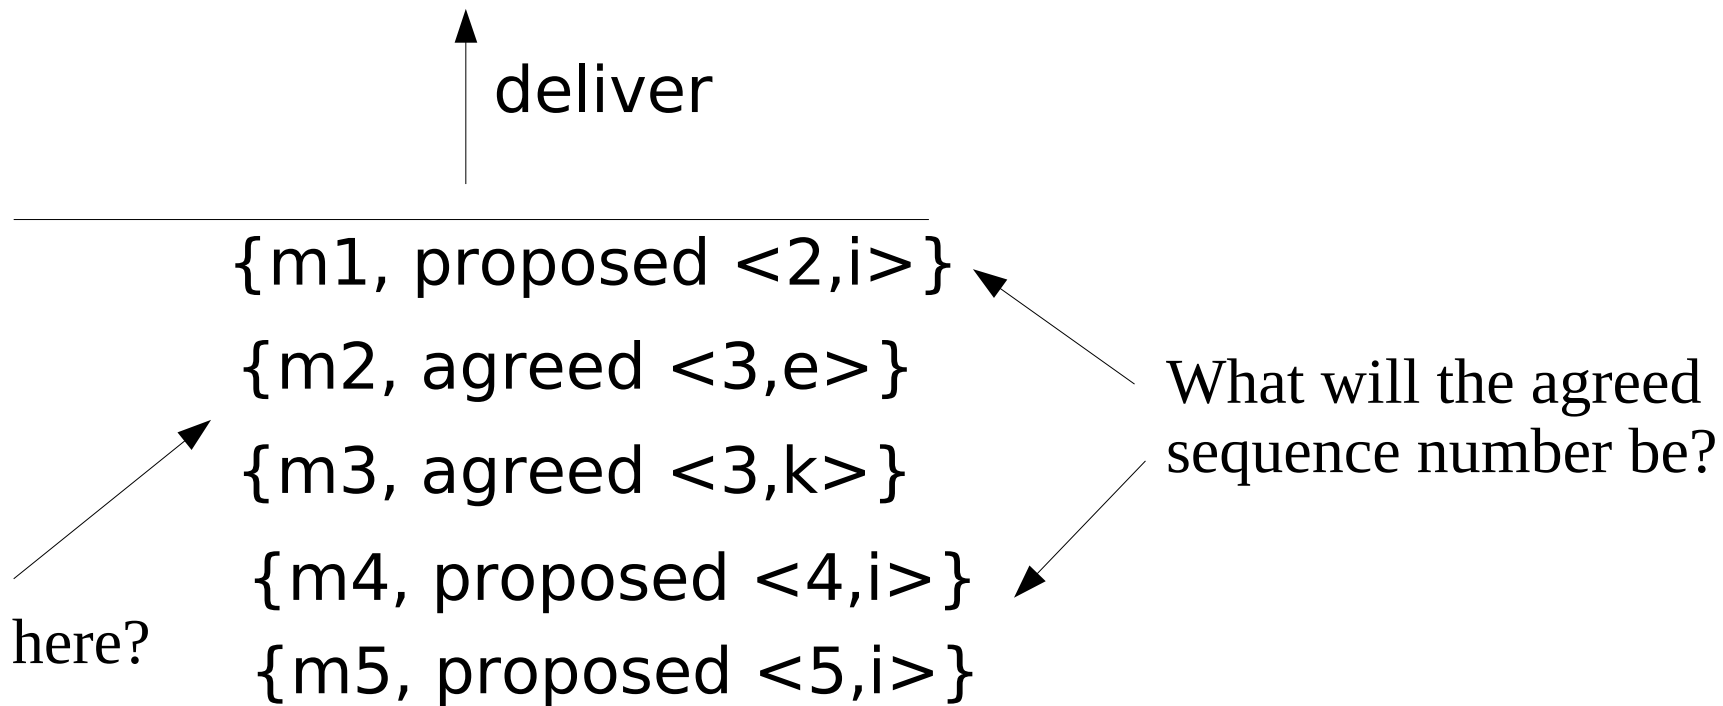 deliver
{m1, proposed <2,i>}
{m2, agreed <3,e>}
{m3, agreed <3,k>}
{m4, proposed <4,i>}
{m5, proposed <5,i>}
What will the agreed
sequence number be?
here?